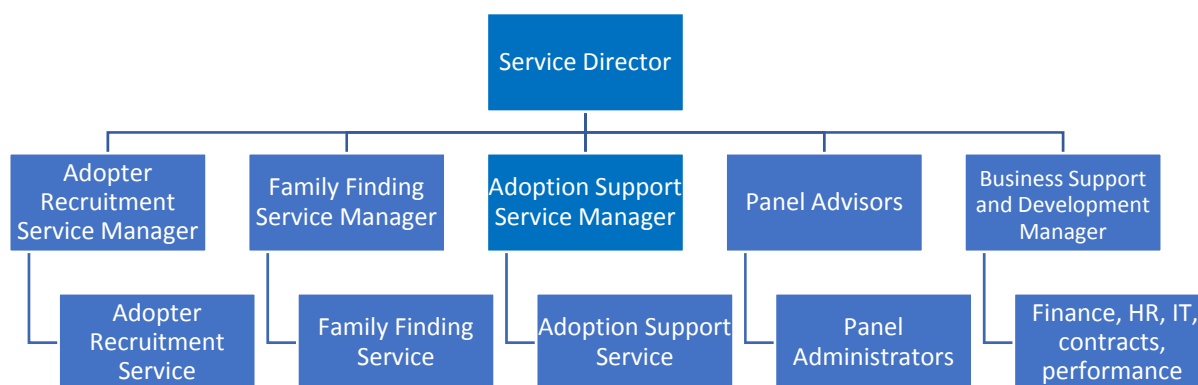 Service Director
Adopter
Recruitment
Service Manager
Family Finding
Service Manager
Adoption Support
Service Manager
Panel Advisors
Business Support
and Development
Manager
Adopter
Recruitment
Service
Family Finding
Service
Adoption Support
Service
Panel
Administrators
Finance, HR, IT,
contracts,
performance